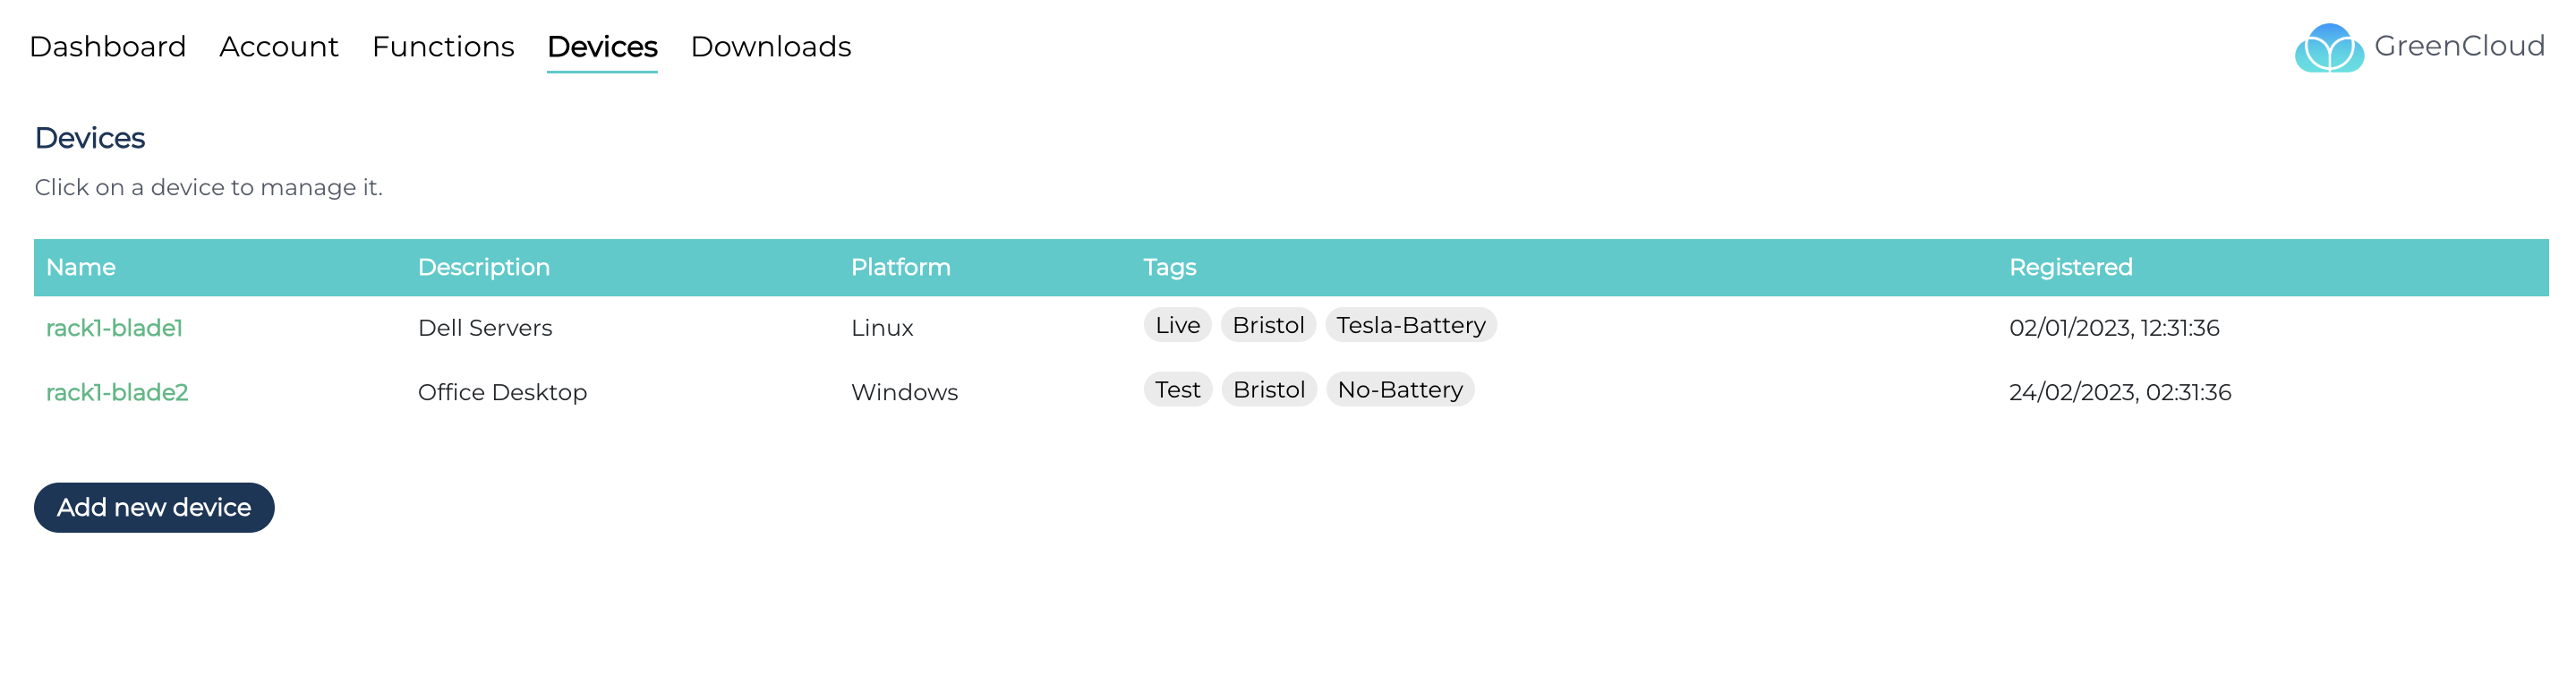 Dashboard Account Functions Devices Downloads GreenCloud
Devices
Click on a device to manage it.
Name Description Platform Tags Registered
rack1-blade1 Dell Servers Linux Live Bristol Tesla-Battery 02/01/2023, 12:31:36
rack1-blade2 Office Desktop Windows Test Bristol No-Battery 24/02/2023, 02:31:36
Add new device